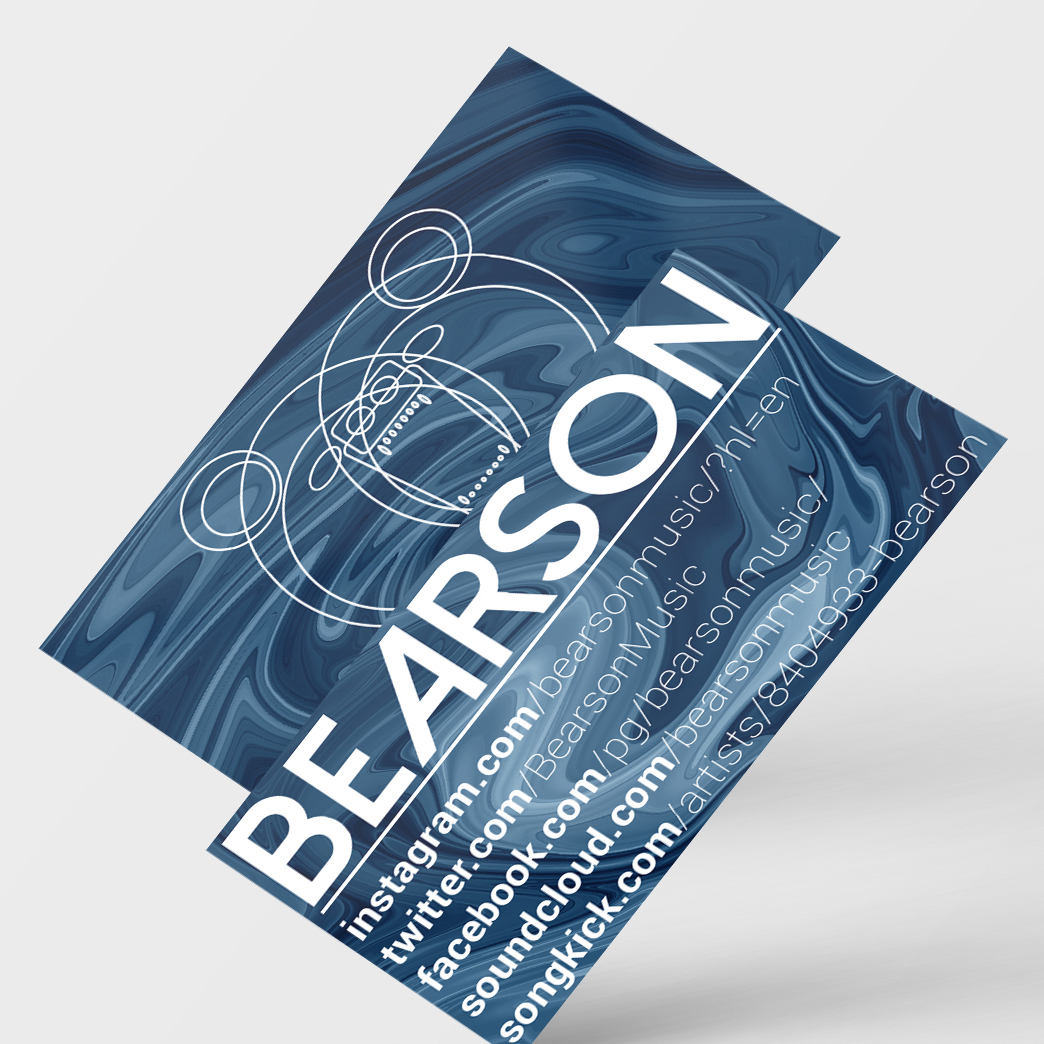 BEARSON
instagram.com/bearsonmusic/?hl=en
twitter.com/BearsonMusic
facebook.com/pg/bearsonmusic/
soundcloud.com/bearsonmusic
songkick.com/artists/8404933-bearson